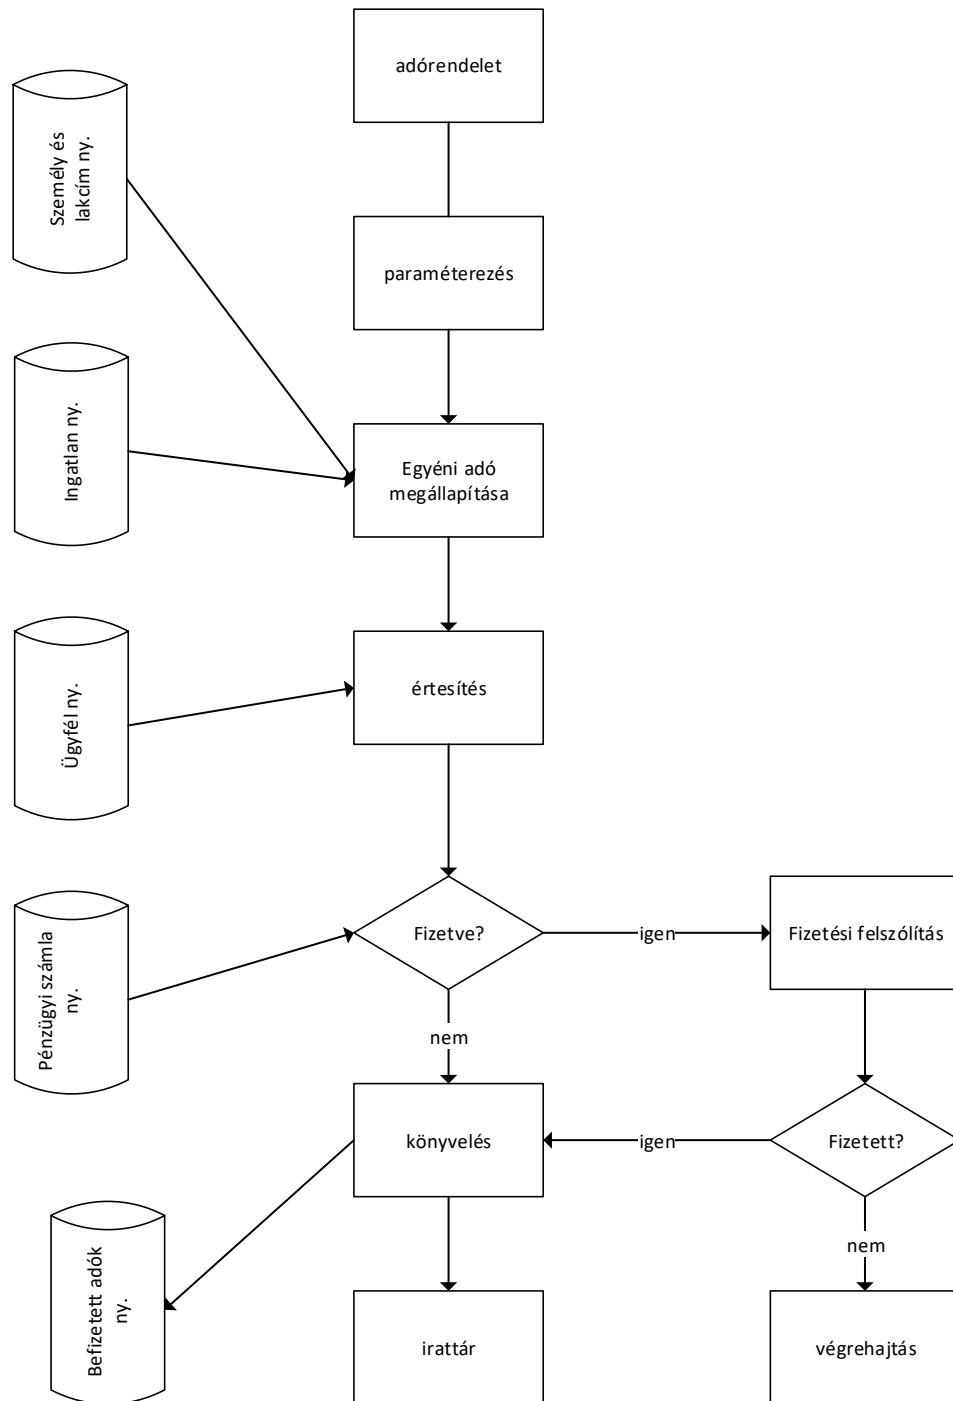 adórendelet
Személy és
lakcím ny.
paraméterezés
Ingatlan ny.
Egyéni adó
megállapítása
Ügyfél ny.
értesítés
Pénzügyi számla
ny.
Fizetve?
igen
Fizetési felszólítás
nem
könyvelés
igen
Fizetett?
nem
Befizetett adók
ny.
irattár
végrehajtás